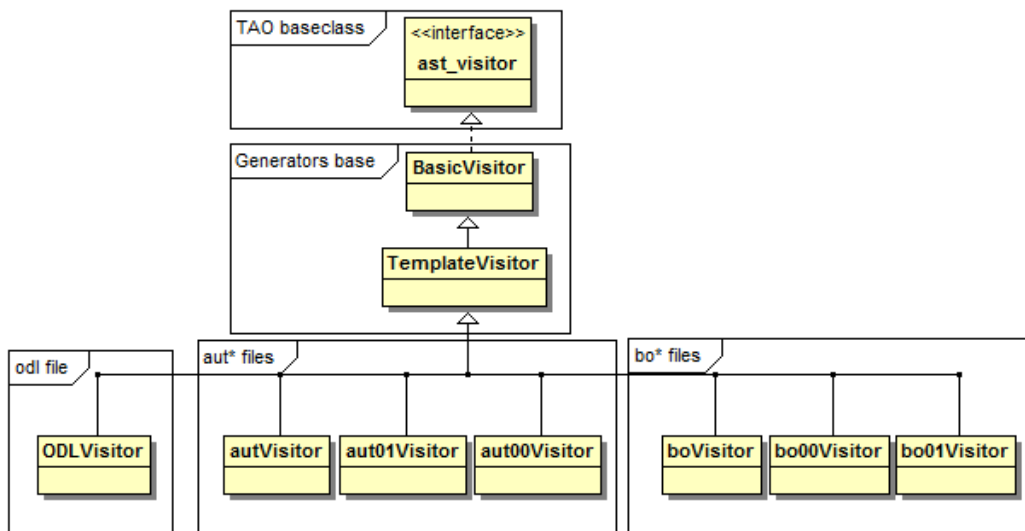 TAO baseclass
<<interface>>
ast_visitor
Generators base
BasicVisitor
TemplateVisitor
odl file
aut* files
bo* files
ODLVisitor
autVisitor
aut01Visitor
aut00Visitor
boVisitor
bo00Visitor
bo01Visitor